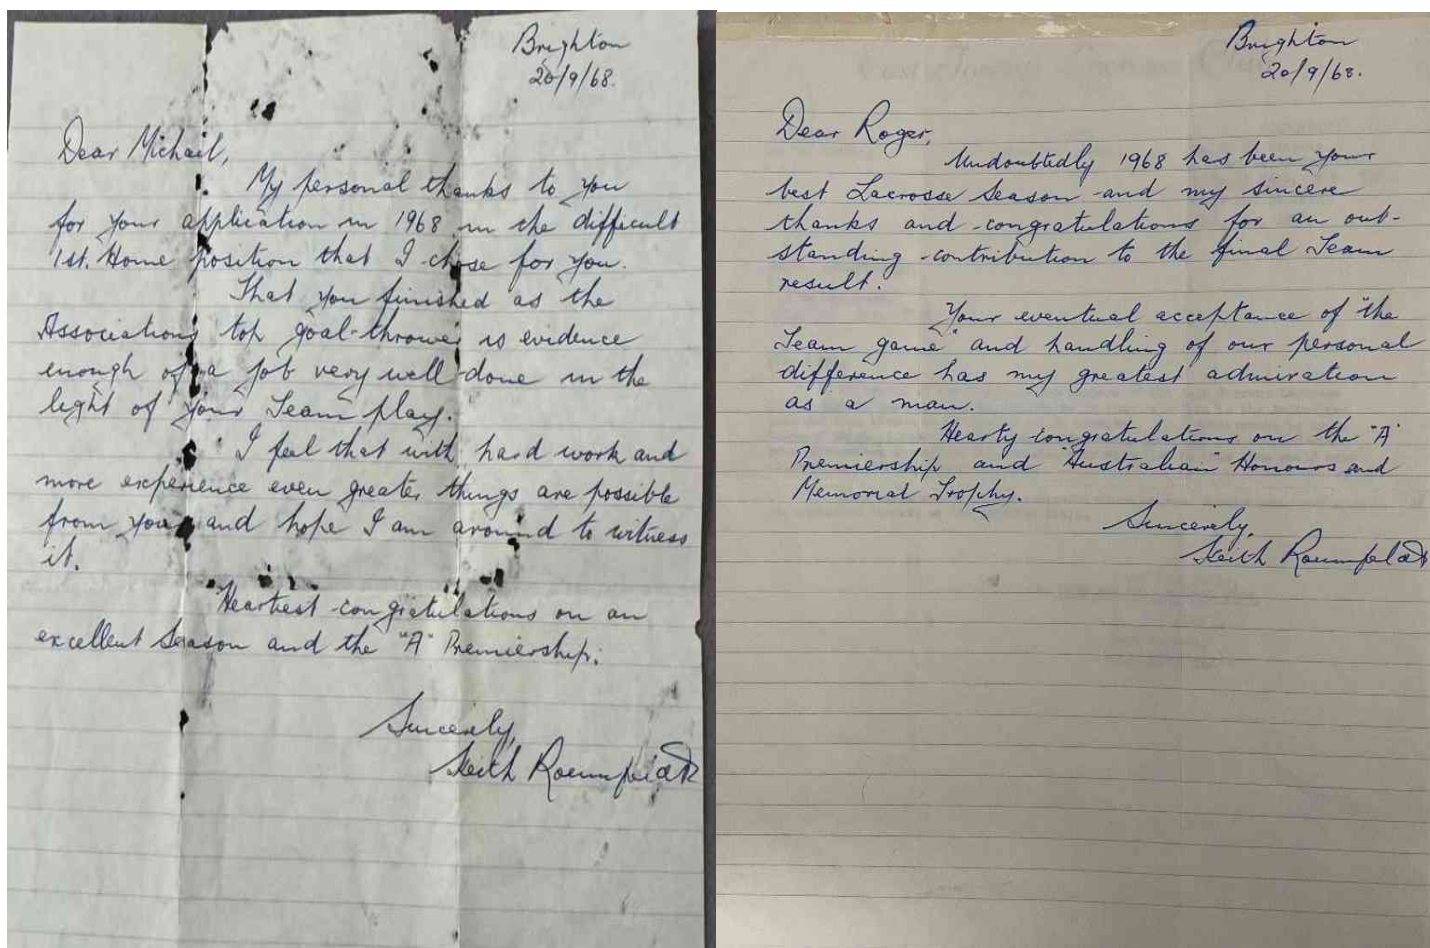 Brighton
20/9/68.
Dear Michael,
My personal thanks to you
for your application in 1968 in the difficult
1st. Home position that I chose for you.
That you finished as the
Associations top goal-thrower is evidence
enough of a job very well done in the
light of your Team play.
I feel that with hard work and
more experience even greater things are possible
from you and hope I am around to witness
it.
Heartiest congratulations on an
excellent Season and the "A" Premiership.
Sincerely,
Keith Roumpeldt
Brighton
20/9/68.
Dear Roger,
Undoubtedly 1968 has been your
best Lacrosse Season and my sincere
thanks and congratulations for an out-
standing contribution to the final Team
result.
Your eventual acceptance of "the
Team game" and handling of our personal
difference has my greatest admiration
as a man.
Hearty congratulations on the "A"
Premiership and "Australian" Honours and
Memorial Trophy.
Sincerely,
Keith